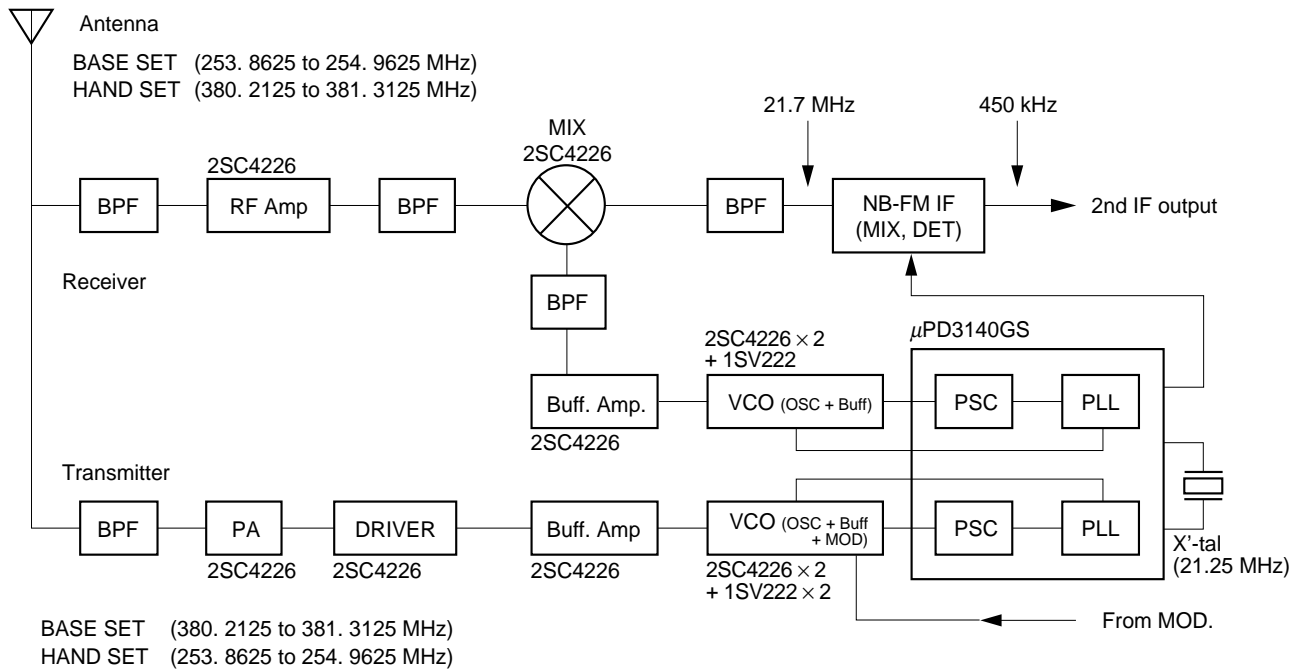 Antenna
BASE SET (253. 8625 to 254. 9625 MHz)
HAND SET (380. 2125 to 381. 3125 MHz)
21.7 MHz
450 kHz
MIX
2SC4226
2SC4226
BPF
RF Amp
BPF
BPF
NB-FM IF
(MIX, DET)
2nd IF output
Receiver
BPF
µPD3140GS
2SC4226 × 2
+ 1SV222
Buff. Amp.
2SC4226
VCO (OSC + Buff)
PSC
PLL
Transmitter
BPF
PA
2SC4226
DRIVER
2SC4226
Buff. Amp
2SC4226
VCO (OSC + Buff
+ MOD)
2SC4226 × 2
+ 1SV222 × 2
PSC
PLL
X'-tal
(21.25 MHz)
From MOD.
BASE SET (380. 2125 to 381. 3125 MHz)
HAND SET (253. 8625 to 254. 9625 MHz)